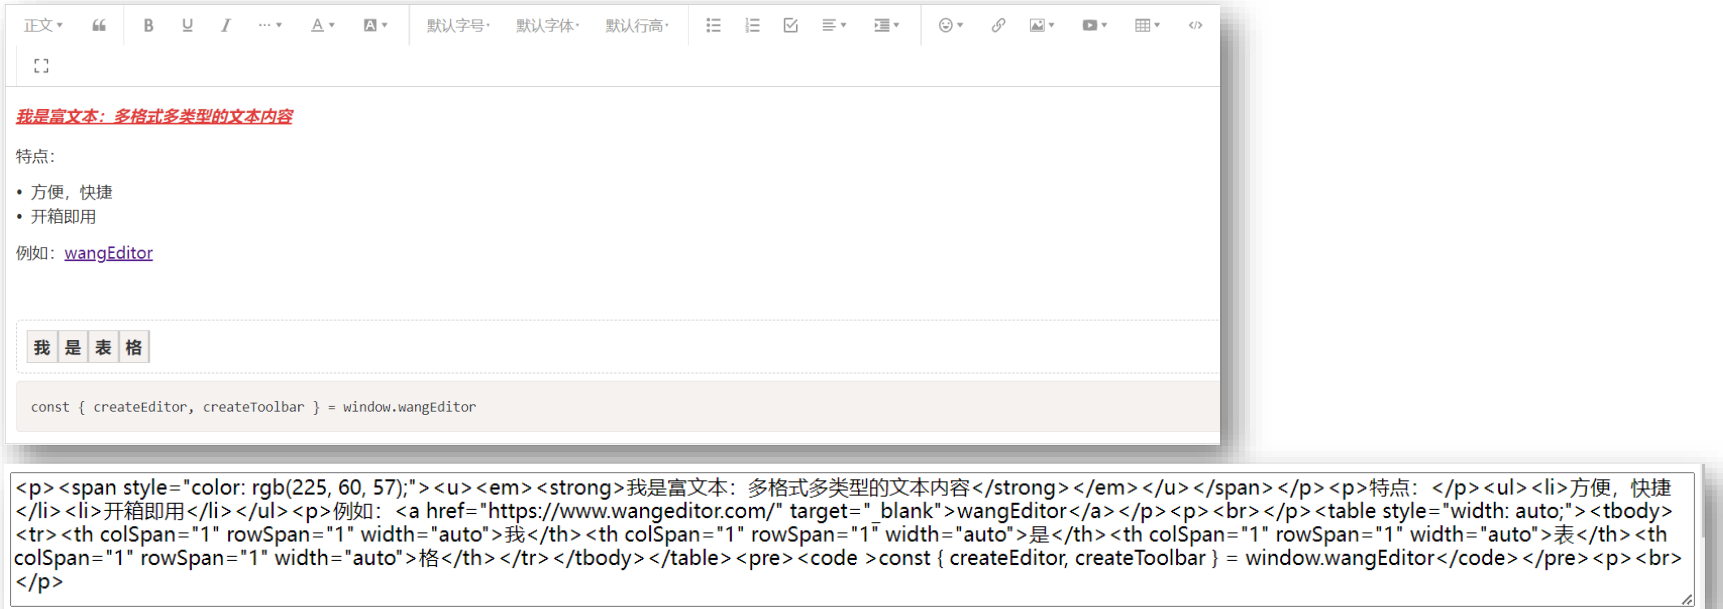 正文 B U I ··· A A 默认字号 默认字体 默认行高 </>
我是富文本：多格式多类型的文本内容
特点：
• 方便，快捷
• 开箱即用
例如：wangEditor
我 是 表 格
const { createEditor, createToolbar } = window.wangEditor
<p><span style="color: rgb(225, 60, 57);"><u><em><strong>我是富文本：多格式多类型的文本内容</strong></em></u></span></p><p>特点：</p><ul><li>方便，快捷
</li><li>开箱即用</li></ul><p>例如：<a href="https://www.wangeditor.com/" target="_blank">wangEditor</a></p><p><br></p><table style="width: auto;"><tbody>
<tr><th colSpan="1" rowSpan="1" width="auto">我</th><th colSpan="1" rowSpan="1" width="auto">是</th><th colSpan="1" rowSpan="1" width="auto">表</th><th
colSpan="1" rowSpan="1" width="auto">格</th></tr></tbody></table><pre><code >const { createEditor, createToolbar } = window.wangEditor</code></pre><p><br>
</p>